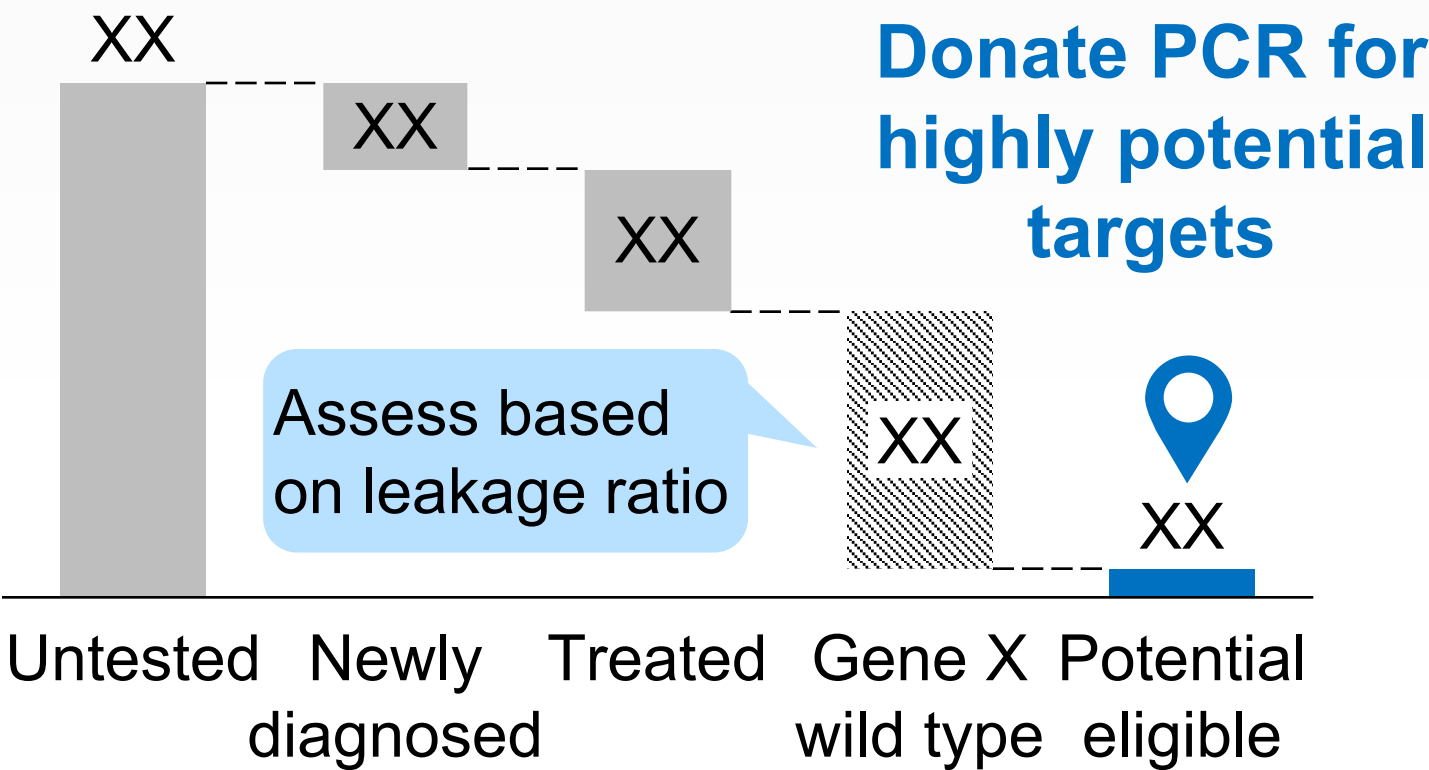 XX
Donate PCR for
highly potential
targets
XX
XX
Assess based
on leakage ratio
XX
XX
Untested
Newly
diagnosed
Treated
Gene X
wild type
Potential
eligible